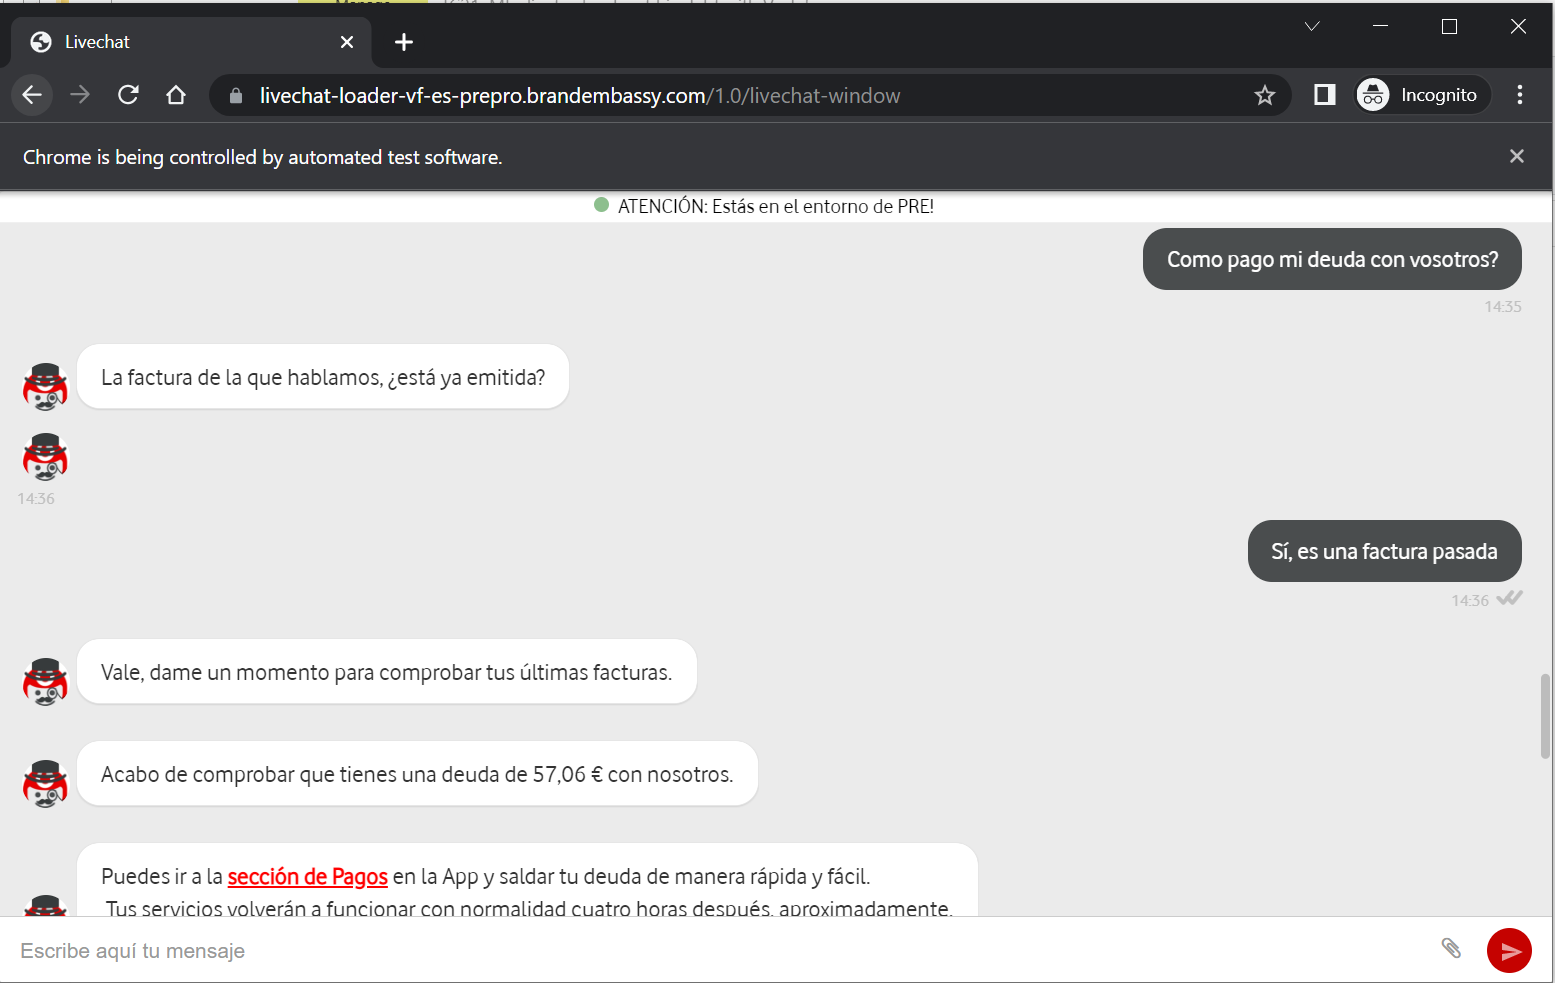 Livechat
livechat-loader-vf-es-prepro.brandembassy.com/1.0/livechat-window
Incognito
Chrome is being controlled by automated test software.
ATENCIÓN: Estás en el entorno de PRE!
Como pago mi deuda con vosotros?
14:35
La factura de la que hablamos, ¿está ya emitida?
14:36
Sí, es una factura pasada
14:36
Vale, dame un momento para comprobar tus últimas facturas.
Acabo de comprobar que tienes una deuda de 57,06 € con nosotros.
Puedes ir a la sección de Pagos en la App y saldar tu deuda de manera rápida y fácil.
Tus servicios volverán a funcionar con normalidad cuatro horas después, aproximadamente.
Escribe aquí tu mensaje